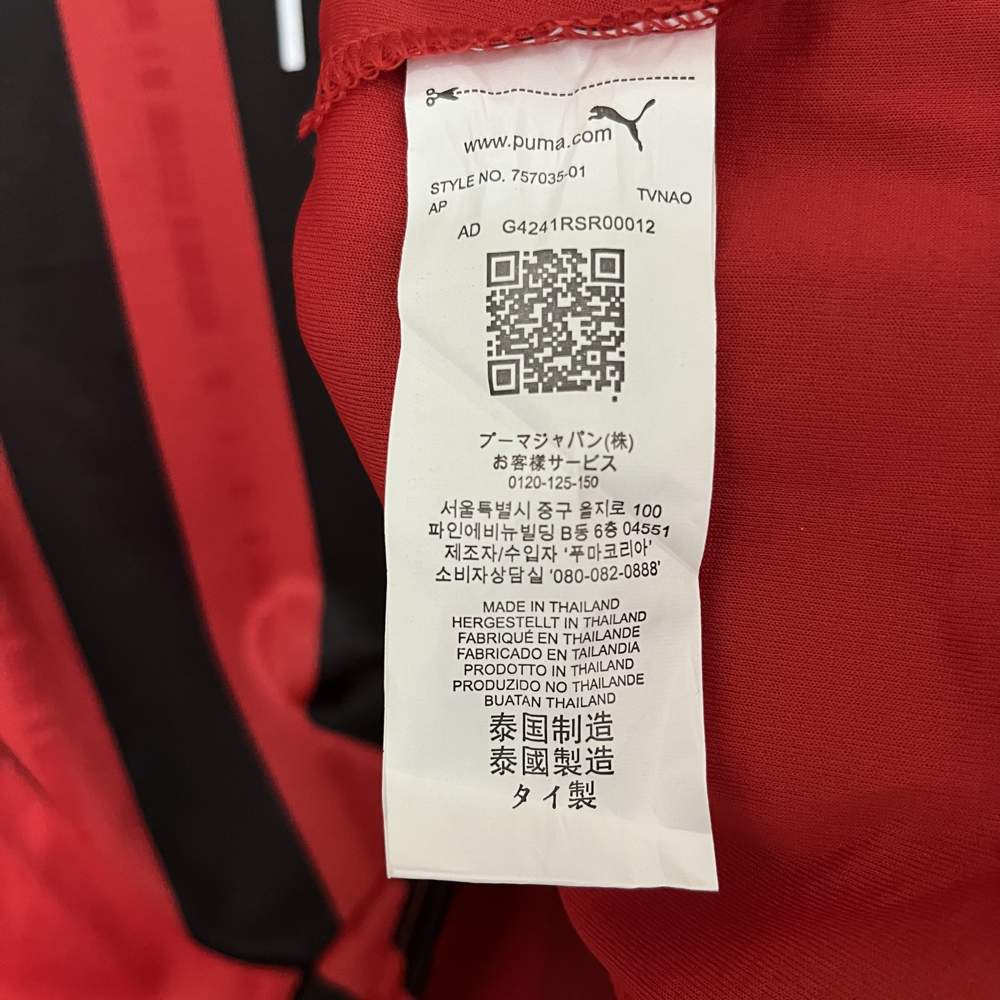 www.puma.com
STYLE NO. 757035-01
AP TVNAO
AD G4241RSR00012
プーマジャパン(株)
お客様サービス
0120-125-150
서울특별시 중구 을지로 100
파인에비뉴빌딩 B동 6층 04551
제조자/수입자 '푸마코리아'
소비자상담실 '080-082-0888'
MADE IN THAILAND
HERGESTELLT IN THAILAND
FABRIQUÉ EN THAILANDE
FABRICADO EN TAILANDIA
PRODOTTO IN THAILAND
PRODUZIDO NO THAILANDE
BUATAN THAILAND
泰国制造
泰國製造
タイ製